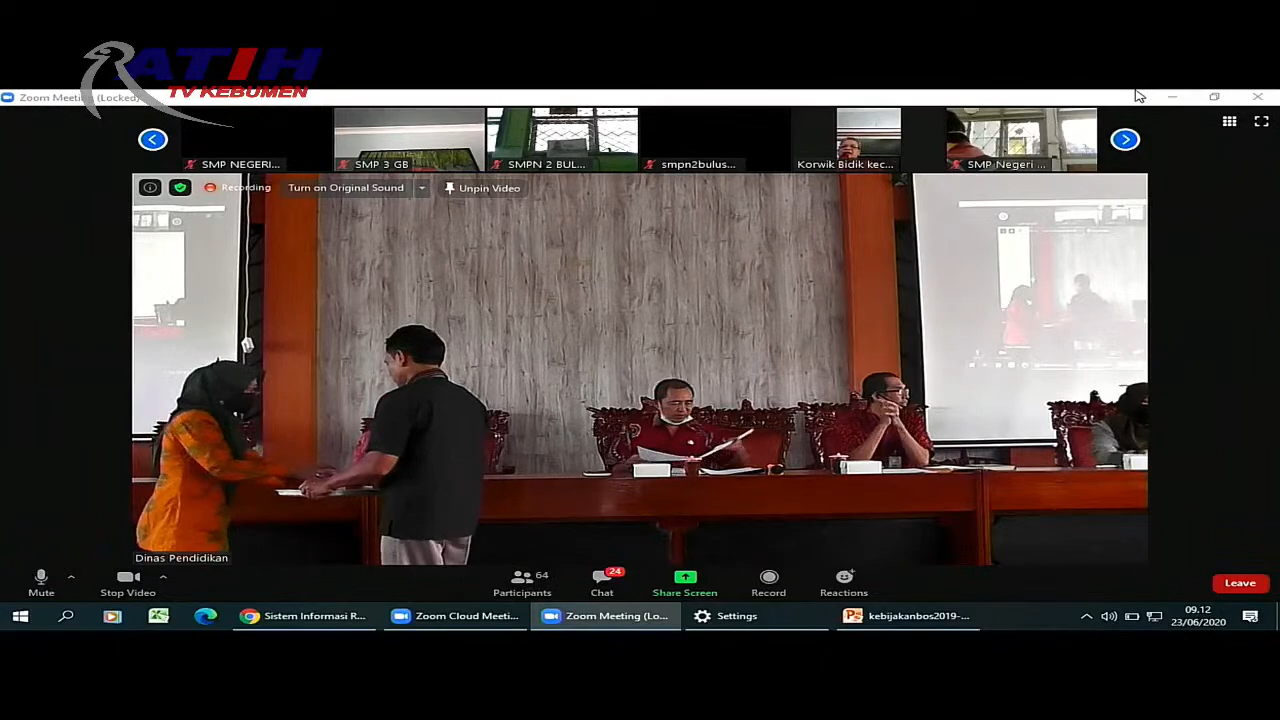 RATIH
TV KEBUMEN
Zoom Meeting (Locked)
SMP NEGERI...
SMP 3 GB
SMPN 2 BUL...
smpn2bulus...
Korwik Bidik kec...
SMP Negeri ...
Recording
Turn on Original Sound
Unpin Video
Dinas Pendidikan
Mute
Stop Video
64
Participants
24
Chat
Share Screen
Record
Reactions
Leave
Sistem Informasi R...
Zoom Cloud Meeti...
Zoom Meeting (Lo...
Settings
kebijakanbos2019-...
09.12
23/06/2020